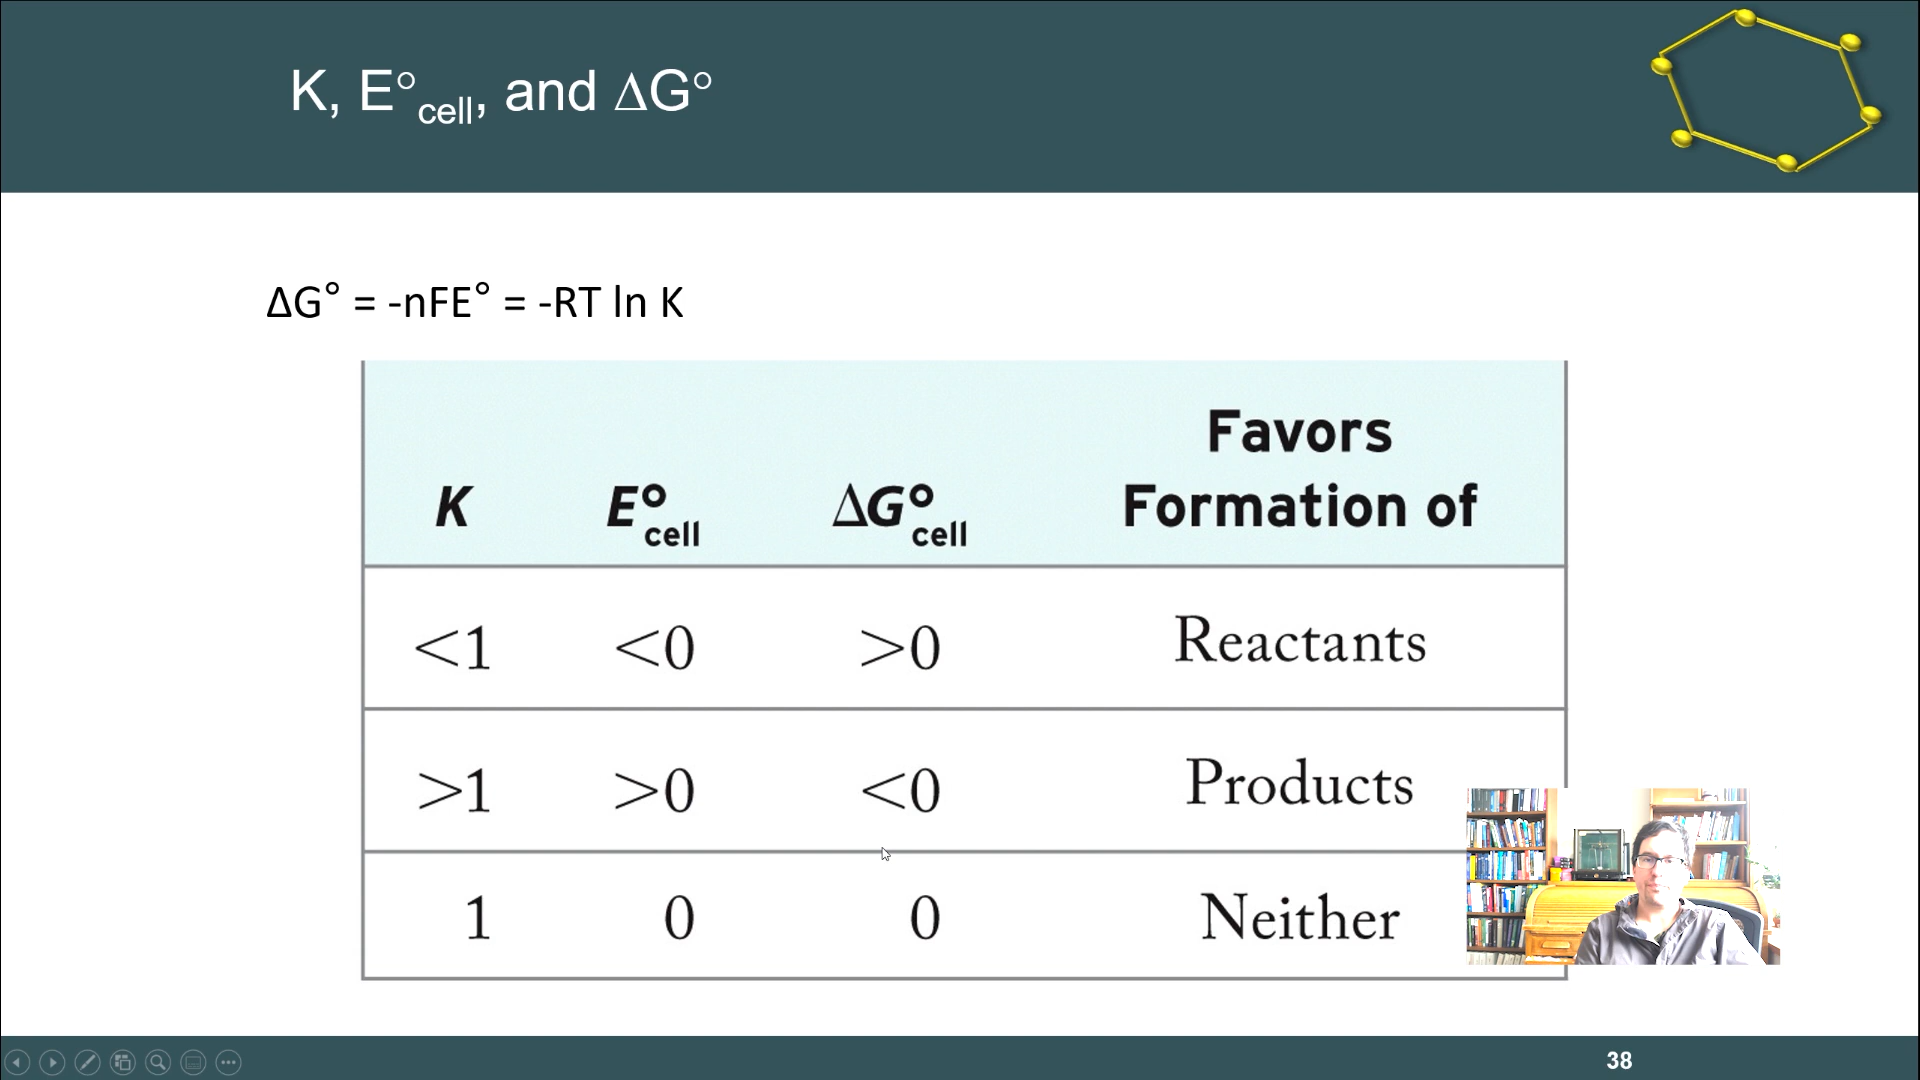 K, E°cell, and ΔG°
ΔG° = -nFE° = -RT ln K
K E°cell ΔG°cell Favors Formation of
<1 <0 >0 Reactants
>1 >0 <0 Products
1 0 0 Neither
38